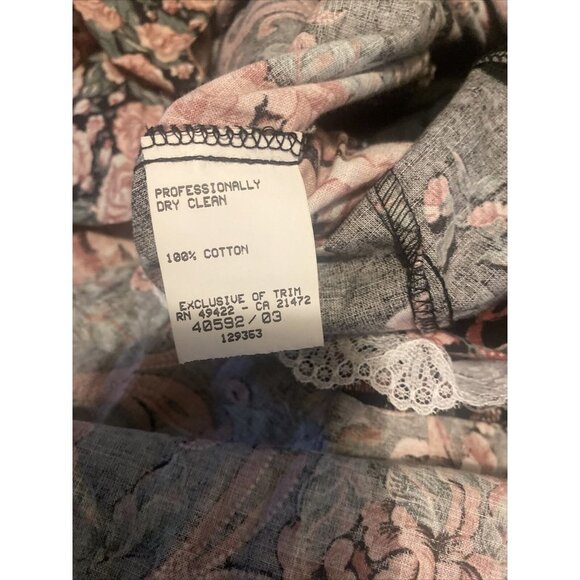 PROFESSIONALLY
DRY CLEAN
100% COTTON
EXCLUSIVE OF TRIM
RN 49422 - CA 21472
40592/03
129363